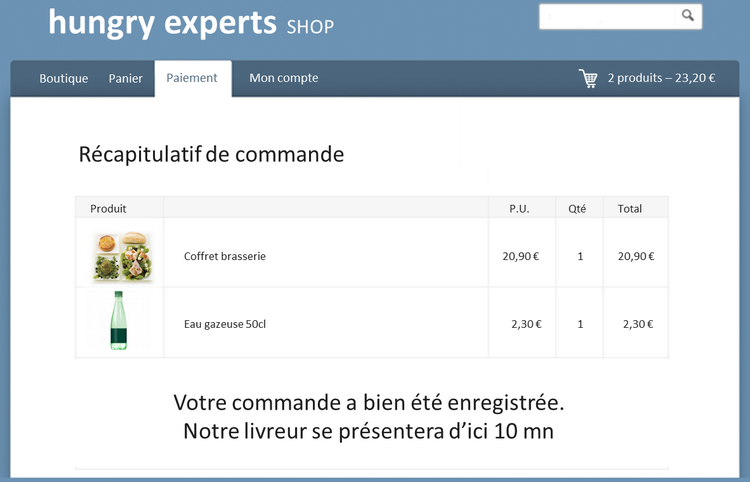 hungry experts SHOP
Boutique Panier Paiement Mon compte 2 produits – 23,20 €
Récapitulatif de commande
Produit P.U. Qté Total
Coffret brasserie 20,90 € 1 20,90 €
Eau gazeuse 50cl 2,30 € 1 2,30 €
Votre commande a bien été enregistrée.
Notre livreur se présentera d’ici 10 mn